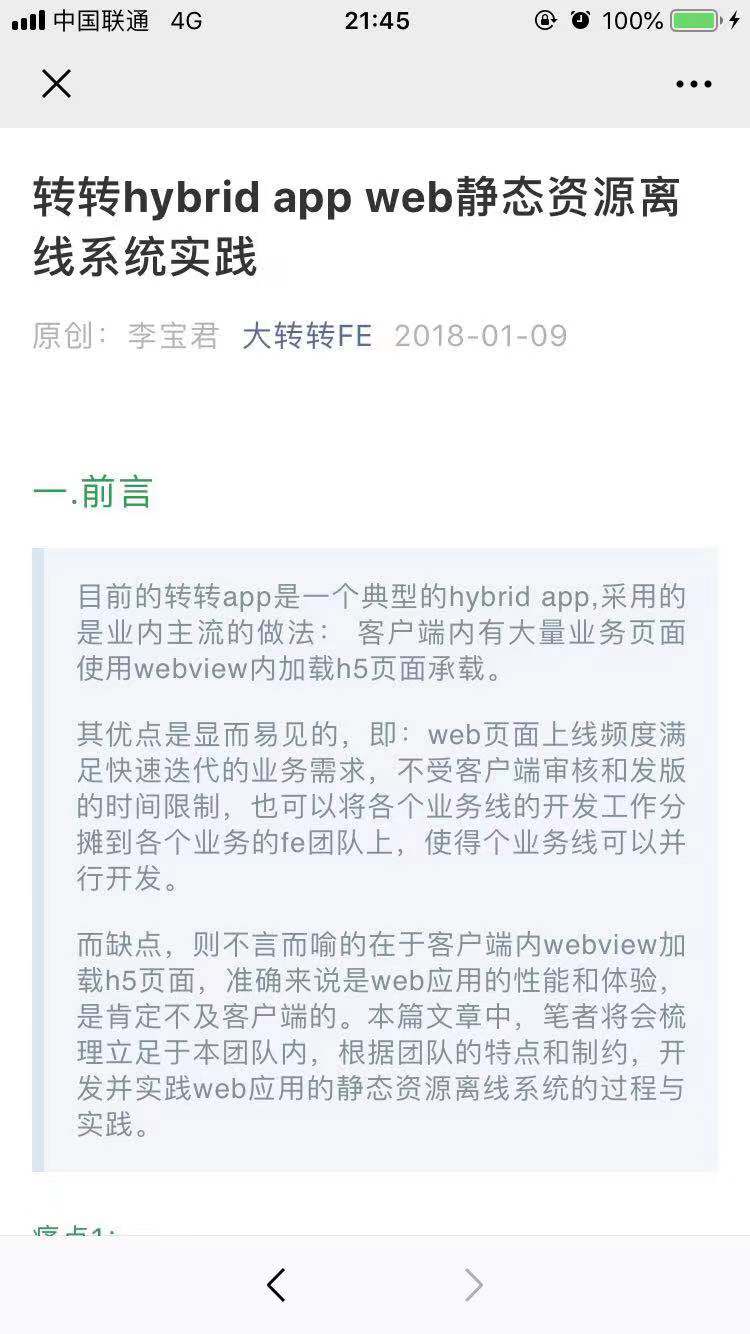 中国联通 4G 21:45 100%
转转hybrid app web静态资源离
线系统实践
原创: 李宝君 大转转FE 2018-01-09
一.前言
目前的转转app是一个典型的hybrid app,采用的
是业内主流的做法： 客户端内有大量业务页面
使用webview内加载h5页面承载。
其优点是显而易见的，即：web页面上线频度满
足快速迭代的业务需求，不受客户端审核和发版
的时间限制，也可以将各个业务线的开发工作分
摊到各个业务的fe团队上，使得个业务线可以并
行开发。
而缺点，则不言而喻的在于客户端内webview加
载h5页面，准确来说是web应用的性能和体验，
是肯定不及客户端的。本篇文章中，笔者将会梳
理立足于本团队内，根据团队的特点和制约，开
发并实践web应用的静态资源离线系统的过程与
实践。
痛点1: